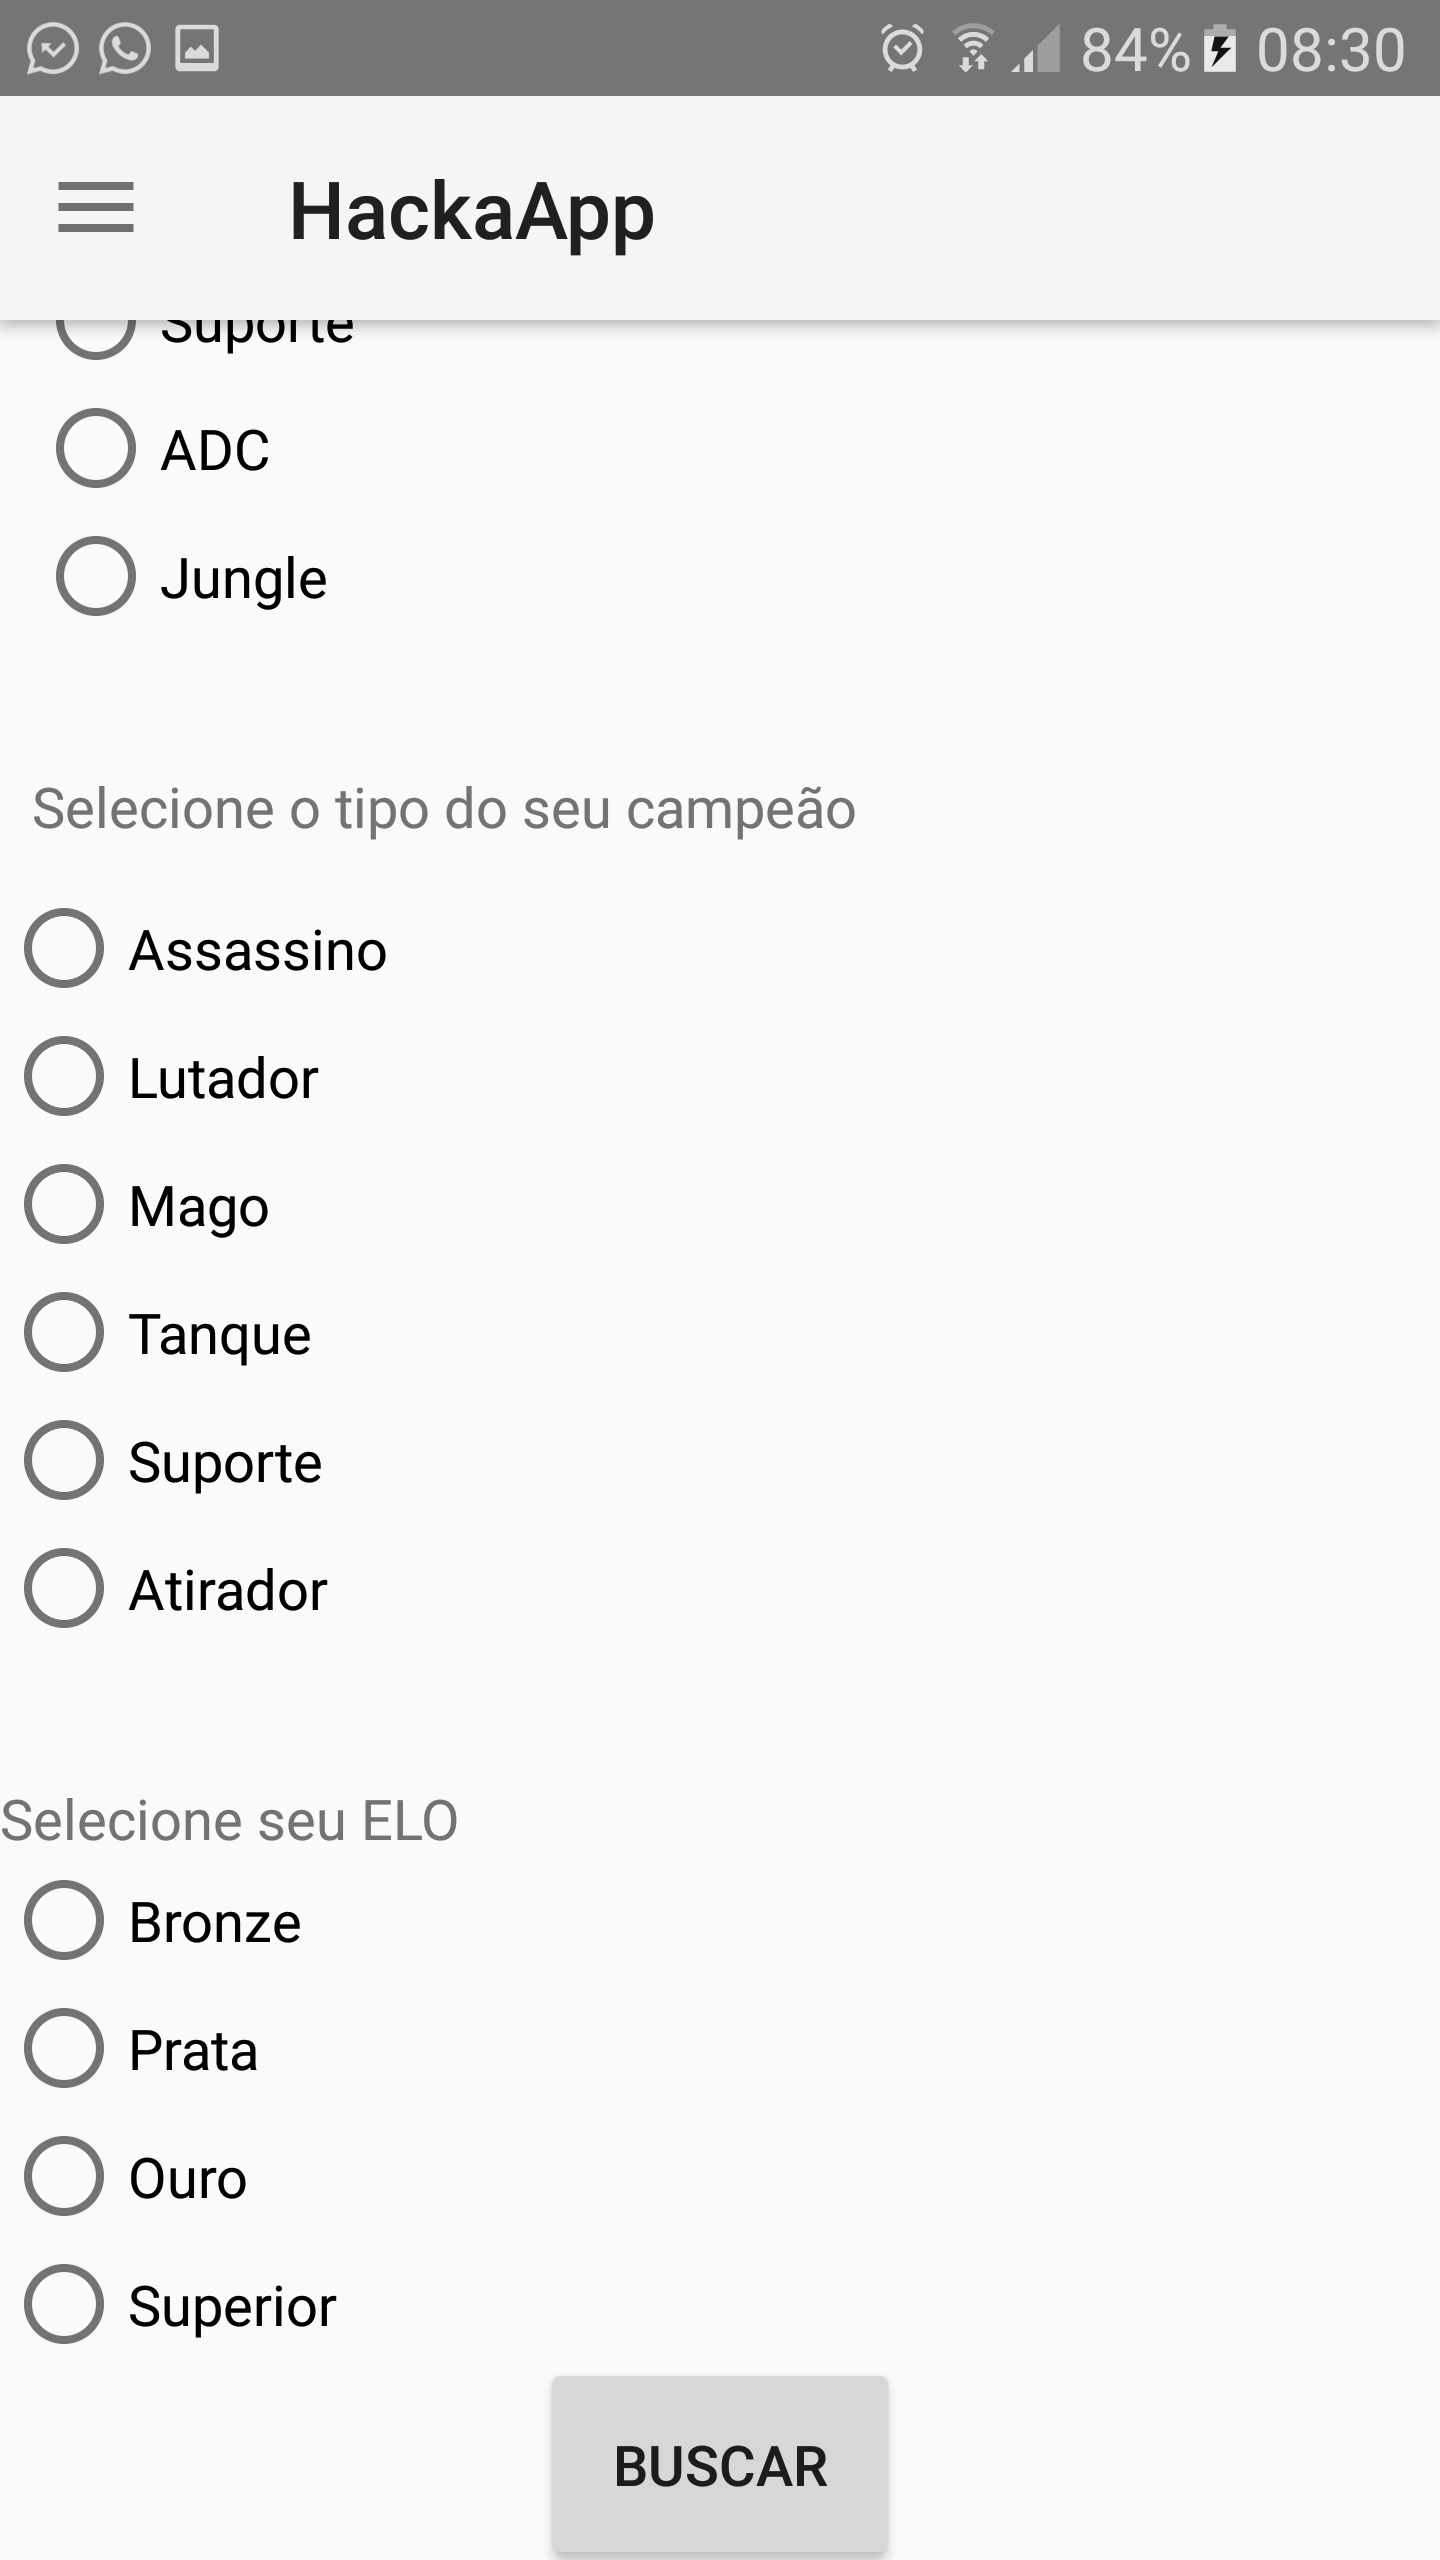 84% 08:30
HackaApp
Suporte
ADC
Jungle
Selecione o tipo do seu campeão
Assassino
Lutador
Mago
Tanque
Suporte
Atirador
Selecione seu ELO
Bronze
Prata
Ouro
Superior
BUSCAR